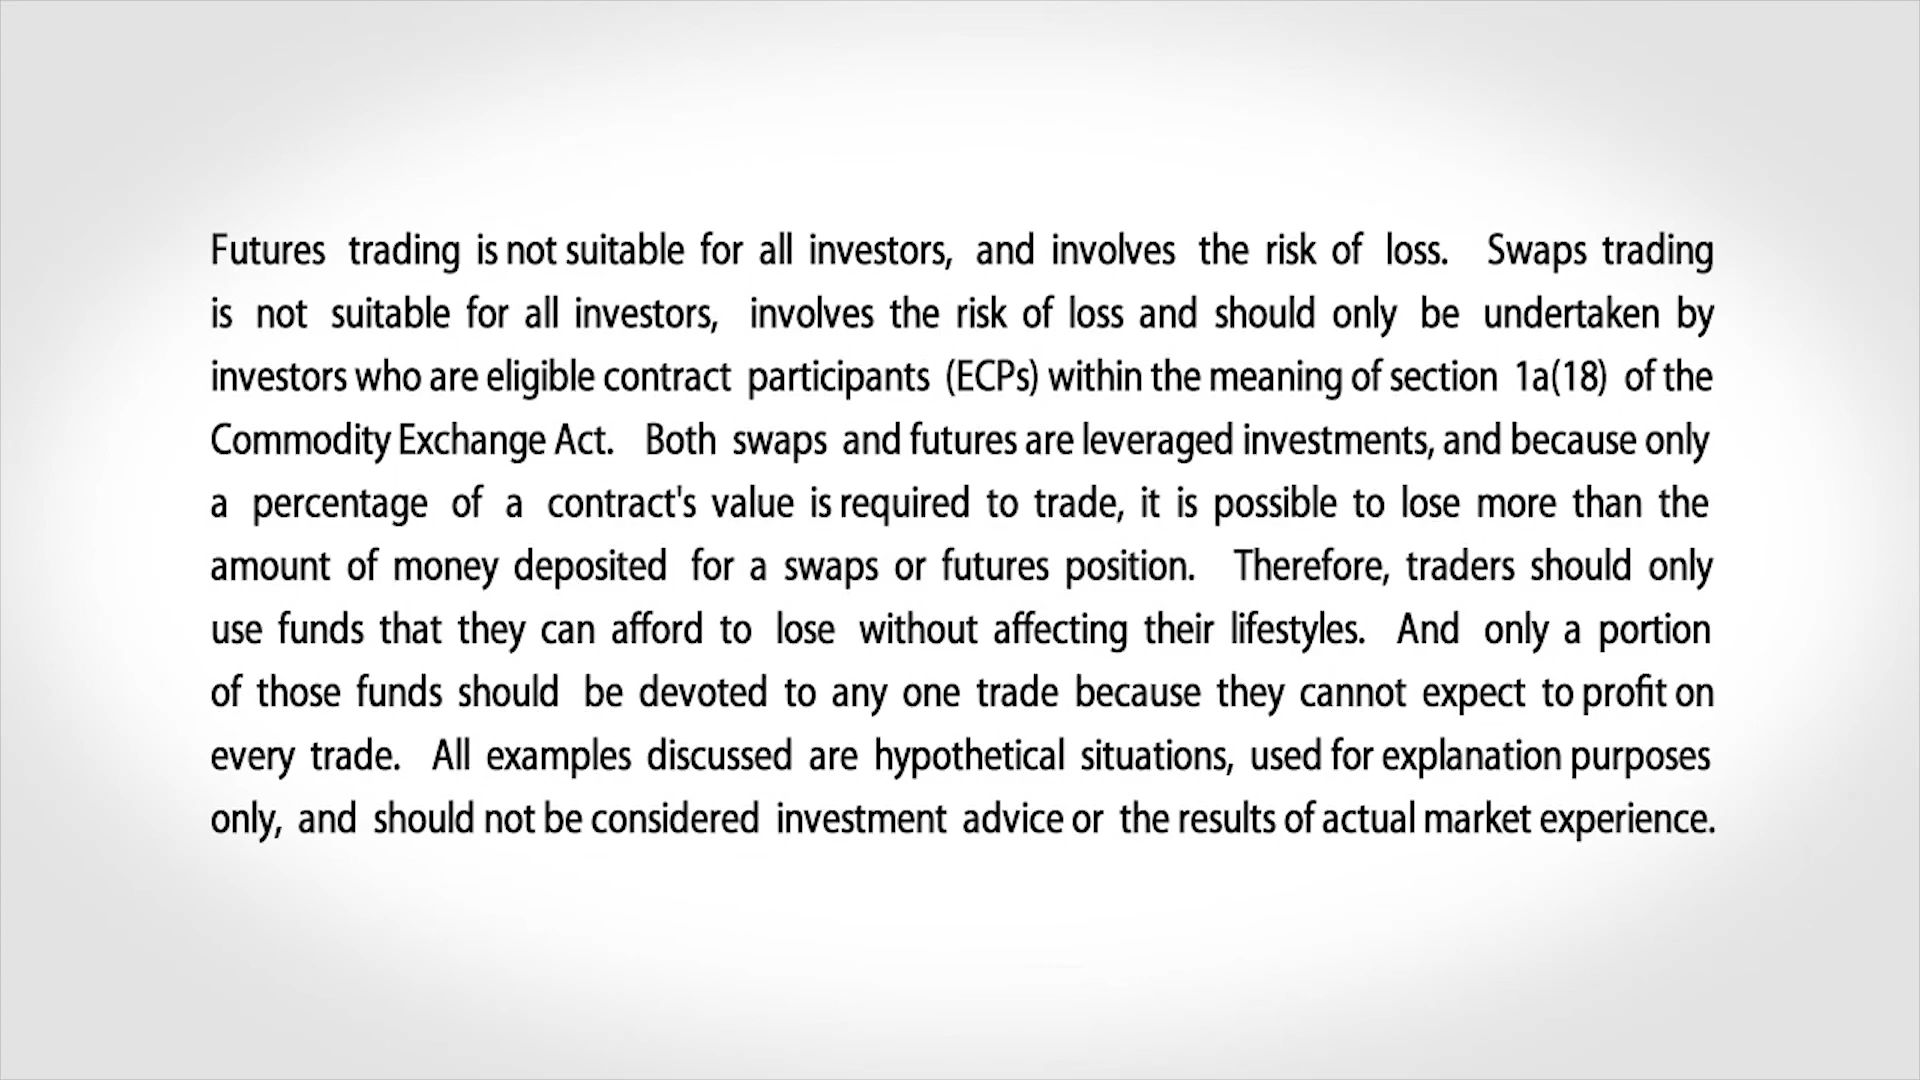 Futures trading is not suitable for all investors, and involves the risk of loss. Swaps trading
is not suitable for all investors, involves the risk of loss and should only be undertaken by
investors who are eligible contract participants (ECPs) within the meaning of section 1a(18) of the
Commodity Exchange Act. Both swaps and futures are leveraged investments, and because only
a percentage of a contract's value is required to trade, it is possible to lose more than the
amount of money deposited for a swaps or futures position. Therefore, traders should only
use funds that they can afford to lose without affecting their lifestyles. And only a portion
of those funds should be devoted to any one trade because they cannot expect to profit on
every trade. All examples discussed are hypothetical situations, used for explanation purposes
only, and should not be considered investment advice or the results of actual market experience.